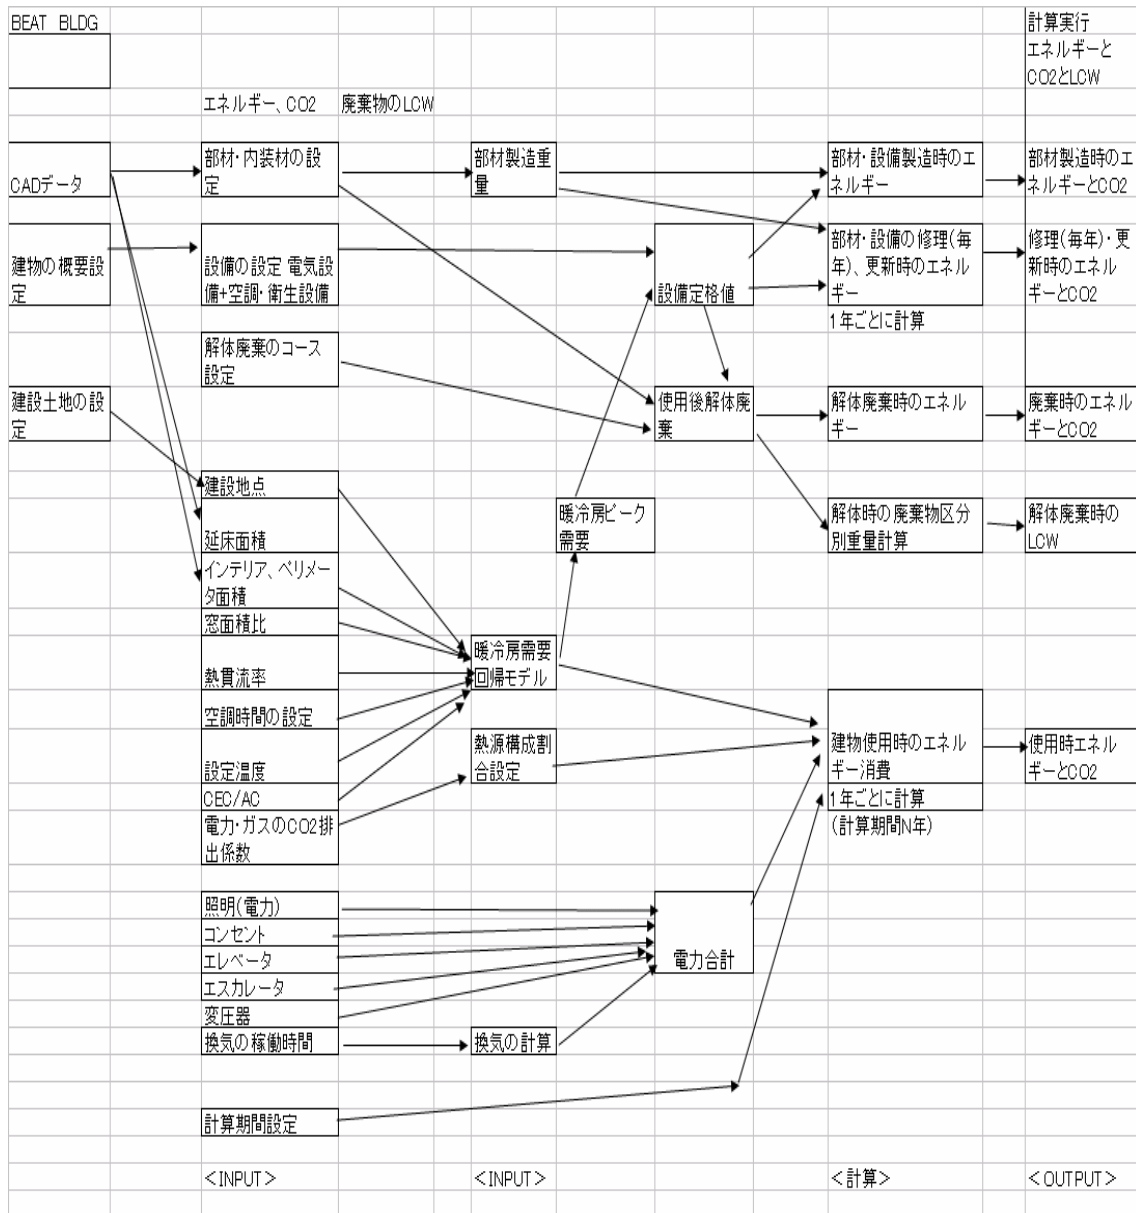 BEAT BLDG
計算実行
エネルギーと
CO2とLCW
エネルギー、CO2
廃棄物のLCW
CADデータ
部材・内装材の設
定
部材製造重
量
部材・設備製造時のエ
ネルギー
部材製造時のエ
ネルギーとCO2
建物の概要設
定
設備の設定 電気設
備+空調・衛生設備
設備定格値
部材・設備の修理(毎
年)、更新時のエネル
ギー
1年ごとに計算
修理(毎年)・更
新時のエネル
ギーとCO2
解体廃棄のコース
設定
建設土地の設
定
使用後解体廃
棄
解体廃棄時のエネル
ギー
廃棄時のエネル
ギーとCO2
建設地点
延床面積
暖冷房ピーク
需要
解体時の廃棄物区分
別重量計算
解体廃棄時の
LCW
インテリア、ペリメー
タ面積
窓面積比
熱貫流率
暖冷房需要
回帰モデル
空調時間の設定
設定温度
熱源構成割
合設定
建物使用時のエネル
ギー消費
1年ごとに計算
(計算期間N年)
使用時エネル
ギーとCO2
CEC/AC
電力・ガスのCO2排
出係数
照明(電力)
コンセント
エレベータ
エスカレータ
変圧器
電力合計
換気の稼働時間
換気の計算
計算期間設定
<INPUT>
<INPUT>
<計算>
<OUTPUT>